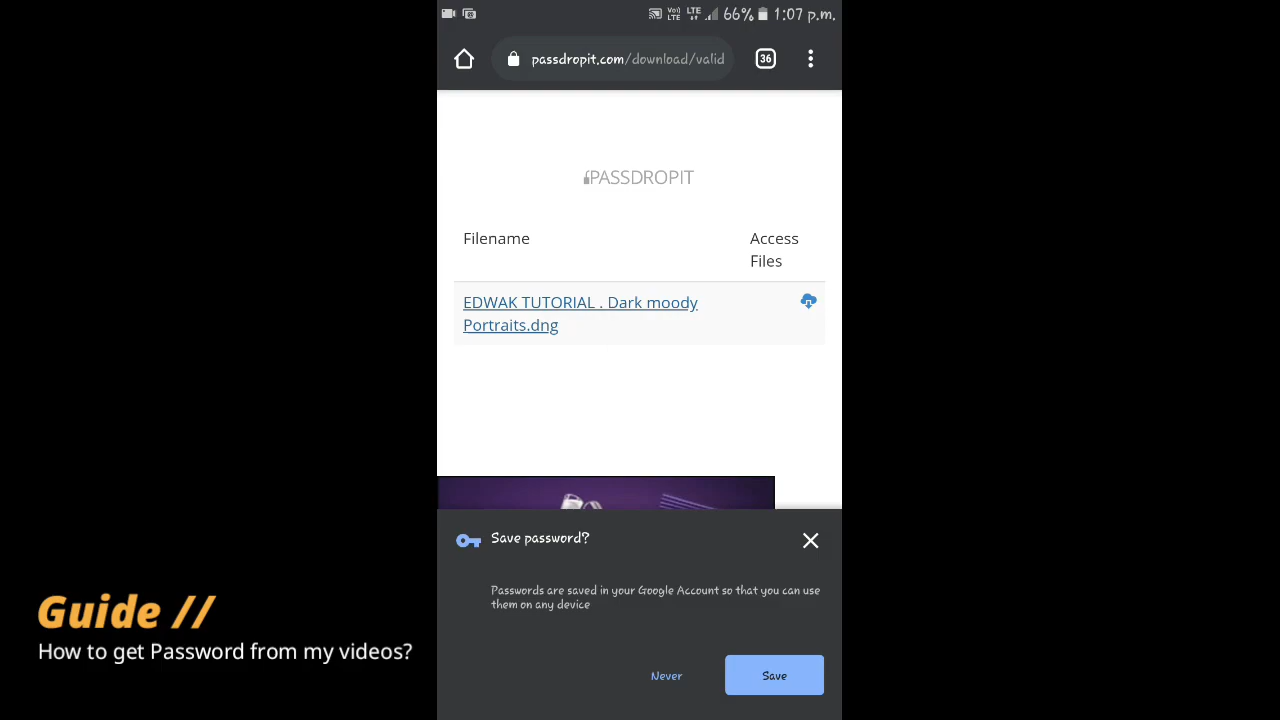 66% 1:07 p.m.
passdropit.com/download/valid
36
PASSDROPIT
Filename
Access
Files
EDWAK TUTORIAL . Dark moody
Portraits.dng
Save password?
Passwords are saved in your Google Account so that you can use
them on any device
Never
Save
Guide //
How to get Password from my videos?